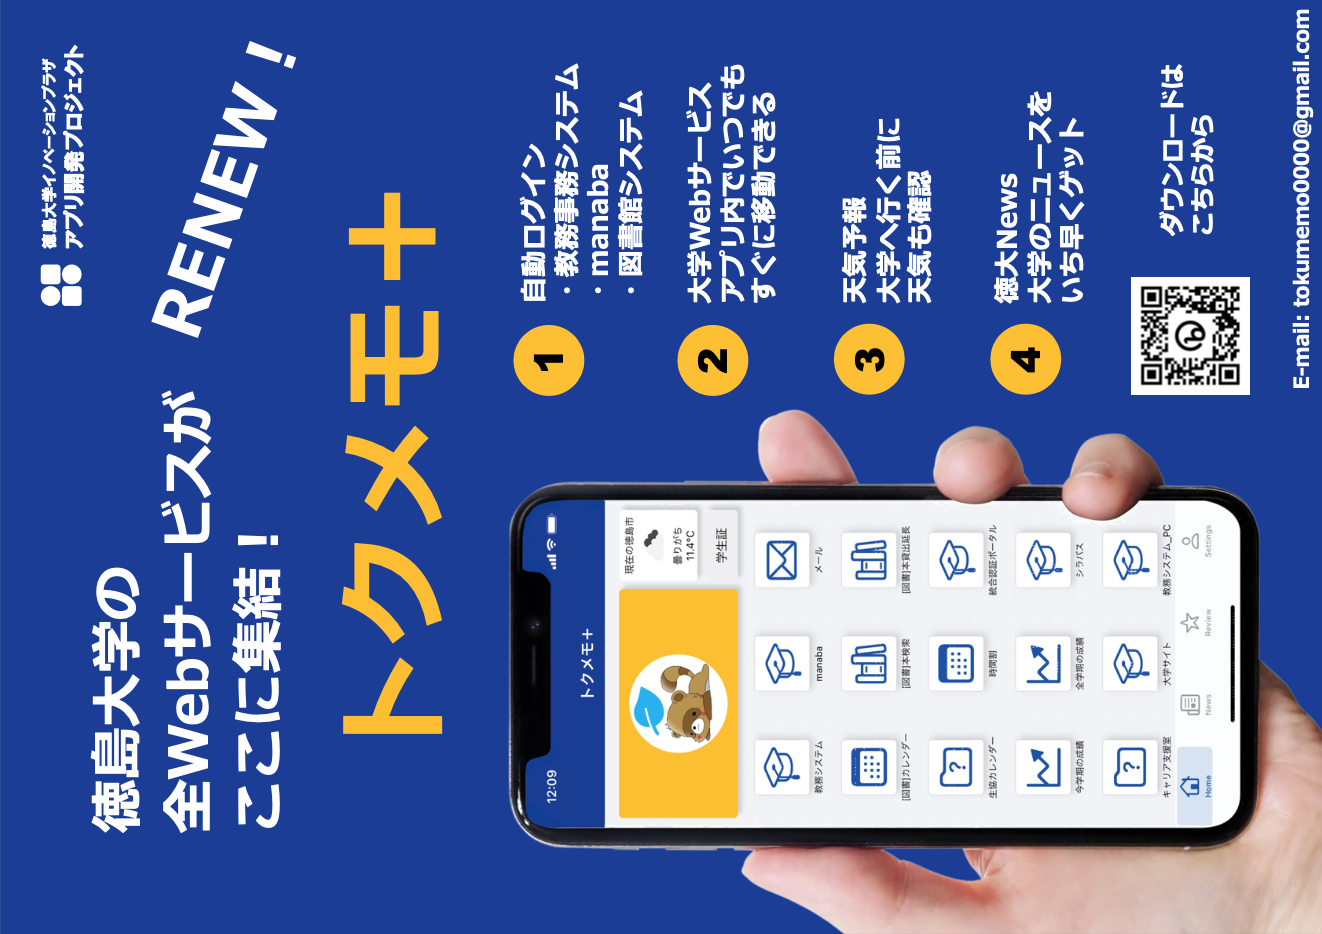 徳島大学イノベーションプラザ
アプリ開発プロジェクト
徳島大学の
全Webサービスが
ここに集結！
RENEW！
トクメモ＋
1
自動ログイン
・教務事務システム
・manaba
・図書館システム
2
大学Webサービス
アプリ内でいつでも
すぐに移動できる
3
天気予報
大学へ行く前に
天気も確認
4
徳大News
大学のニュースを
いち早くゲット
ダウンロードは
こちらから
E-mail: tokumemo0000@gmail.com
12:09
トクメモ＋
現在の徳島市
曇りがち
11.4℃
学生証
教務システム
manaba
メール
[図書]カレンダー
[図書]本検索
[図書]本貸出延長
生協カレンダー
時間割
統合認証ポータル
今学期の成績
全学期の成績
シラバス
キャリア支援室
大学サイト
教務システム_PC
Home
News
Review
Settings